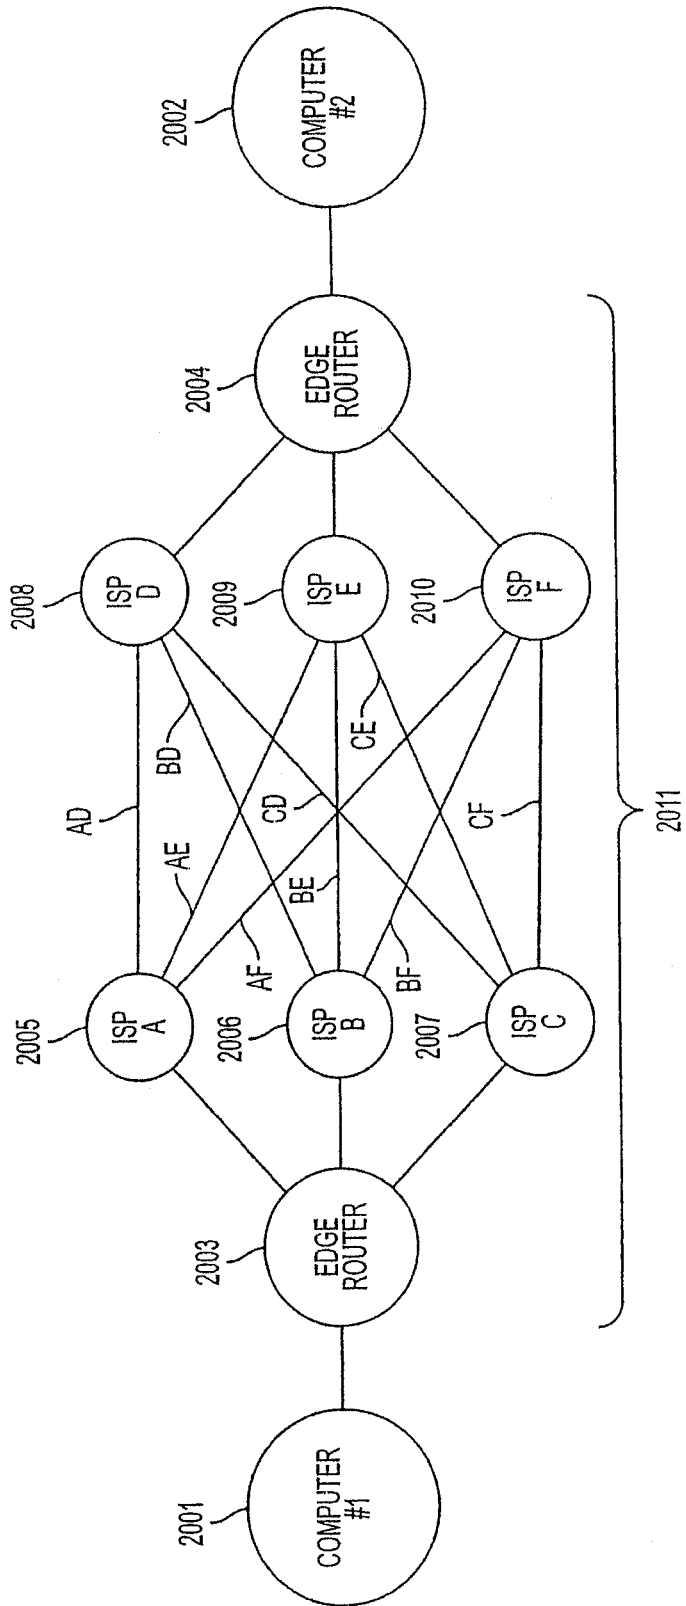 2001
COMPUTER
#1
2003
EDGE
ROUTER
2005
ISP
A
2006
ISP
B
2007
ISP
C
AD
AE
BD
AF
BE
CD
CE
BF
CF
2008
ISP
D
2009
ISP
E
2010
ISP
F
2004
EDGE
ROUTER
2002
COMPUTER
#2
2011